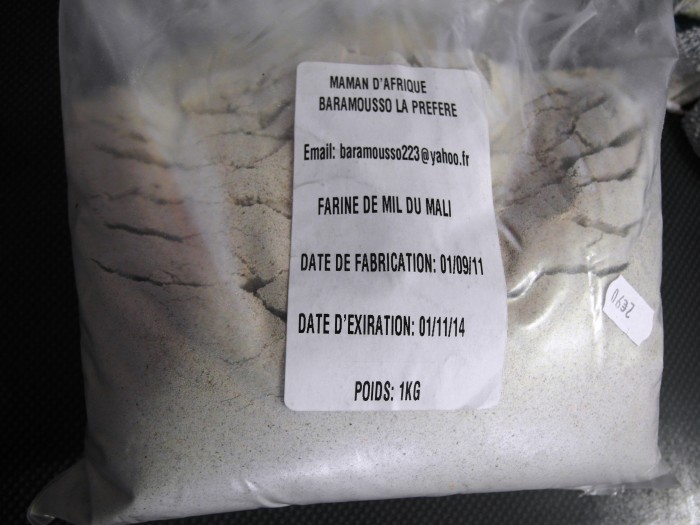 MAMAN D'AFRIQUE
BARAMOUSSO LA PREFERE
Email: baramousso223@yahoo.fr
FARINE DE MIL DU MALI
DATE DE FABRICATION: 01/09/11
DATE D'EXIRATION: 01/11/14
POIDS: 1KG